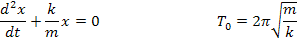 d²x/dt + k/m x = 0    T₀ = 2π√(m/k)